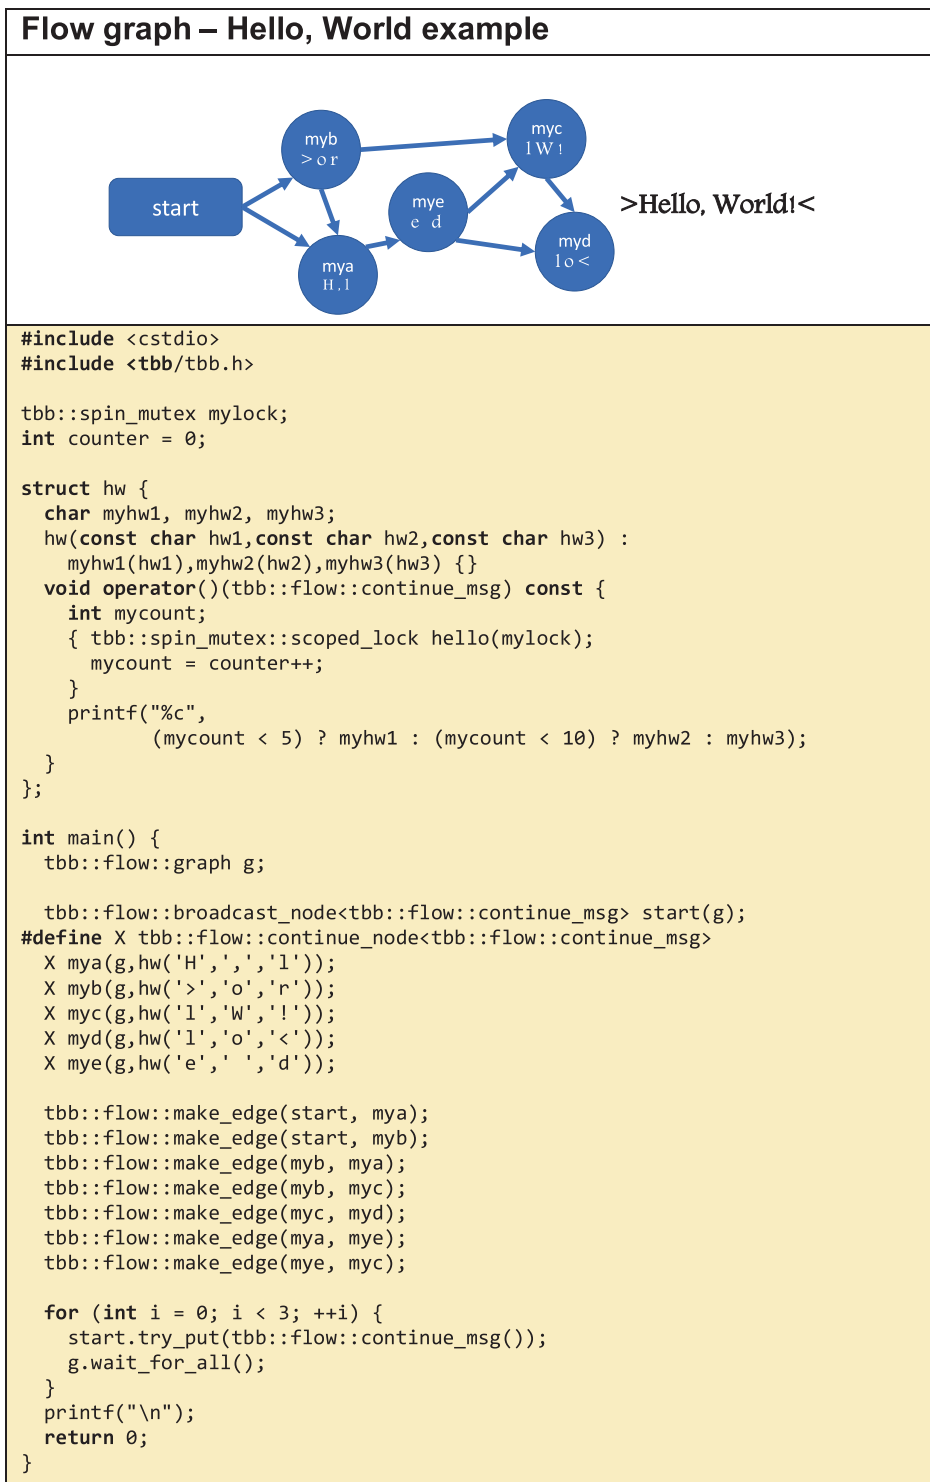 Flow graph – Hello, World example
start
myb
>or
mya
H,l
mye
e d
myc
lW!
myd
lo<
>Hello, World!<
#include <cstdio>
#include <tbb/tbb.h>

tbb::spin_mutex mylock;
int counter = 0;

struct hw {
  char myhw1, myhw2, myhw3;
  hw(const char hw1,const char hw2,const char hw3) :
    myhw1(hw1),myhw2(hw2),myhw3(hw3) {}
  void operator()(tbb::flow::continue_msg) const {
    int mycount;
    { tbb::spin_mutex::scoped_lock hello(mylock);
      mycount = counter++;
    }
    printf("%c",
           (mycount < 5) ? myhw1 : (mycount < 10) ? myhw2 : myhw3);
  }
};

int main() {
  tbb::flow::graph g;

  tbb::flow::broadcast_node<tbb::flow::continue_msg> start(g);
#define X tbb::flow::continue_node<tbb::flow::continue_msg>
  X mya(g,hw('H',',','l'));
  X myb(g,hw('>','o','r'));
  X myc(g,hw('l','W','!'));
  X myd(g,hw('l','o','<'));
  X mye(g,hw('e',' ','d'));

  tbb::flow::make_edge(start, mya);
  tbb::flow::make_edge(start, myb);
  tbb::flow::make_edge(myb, mya);
  tbb::flow::make_edge(myb, myc);
  tbb::flow::make_edge(myc, myd);
  tbb::flow::make_edge(mya, mye);
  tbb::flow::make_edge(mye, myc);

  for (int i = 0; i < 3; ++i) {
    start.try_put(tbb::flow::continue_msg());
    g.wait_for_all();
  }
  printf("\n");
  return 0;
}